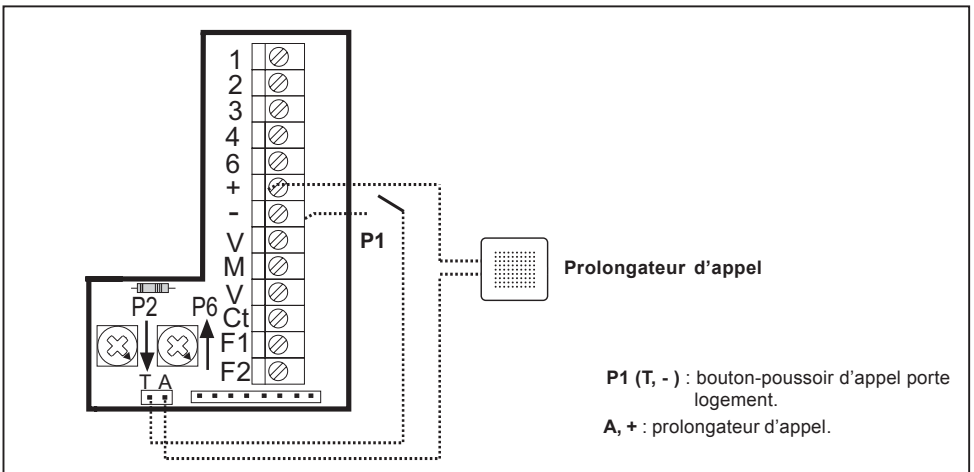 1
2
3
4
6
+
-
V
M
V
Ct
F1
F2
P2
P6
T A
P1
Prolongateur d'appel
P1 (T, - ) : bouton-poussoir d'appel porte
logement.
A, + : prolongateur d'appel.